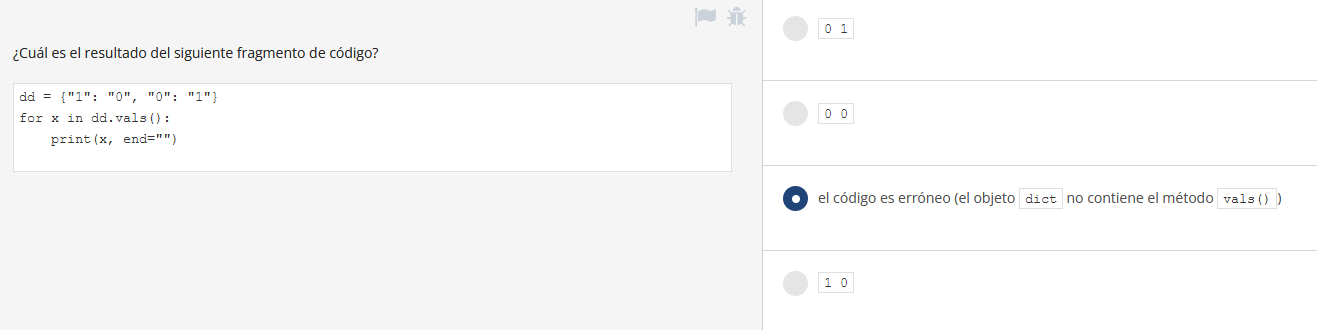 ¿Cuál es el resultado del siguiente fragmento de código?
dd = {"1": "0", "0": "1"}
for x in dd.vals():
    print(x, end="")
0 1
0 0
el código es erróneo (el objeto dict no contiene el método vals())
1 0